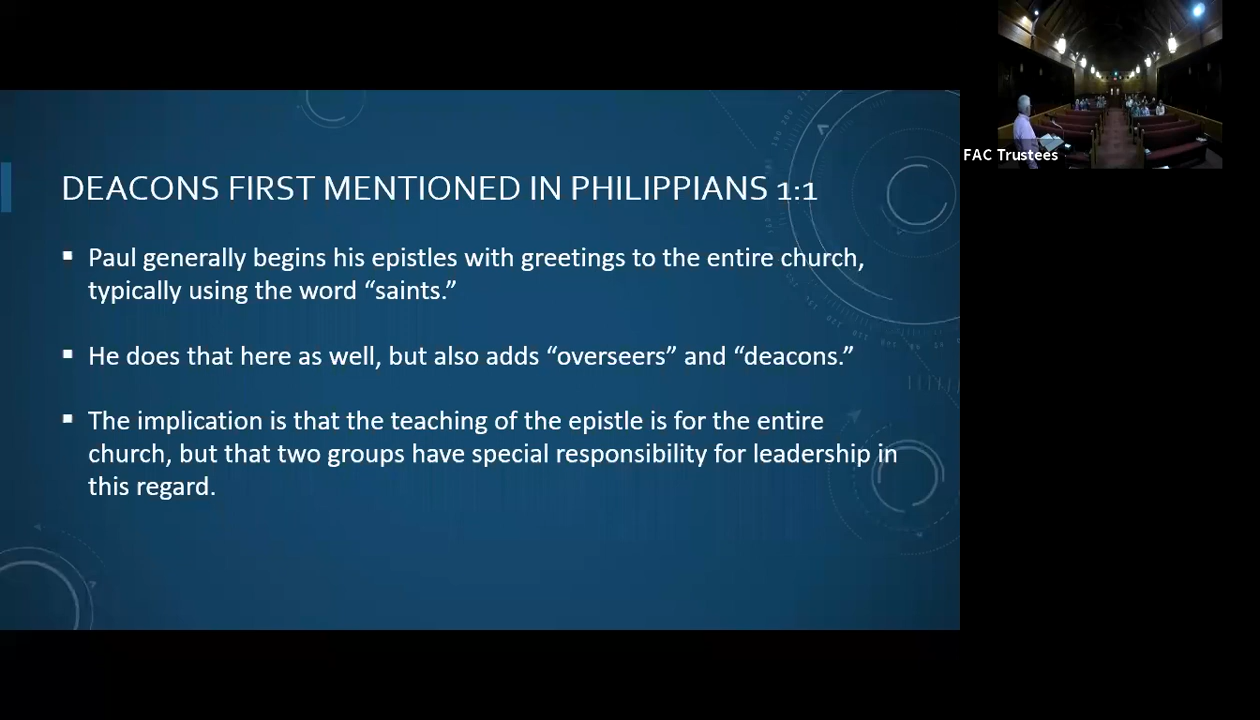 DEACONS FIRST MENTIONED IN PHILIPPIANS 1:1
▪ Paul generally begins his epistles with greetings to the entire church,
typically using the word “saints.”
▪ He does that here as well, but also adds “overseers” and “deacons.”
▪ The implication is that the teaching of the epistle is for the entire
church, but that two groups have special responsibility for leadership in
this regard.
FAC Trustees